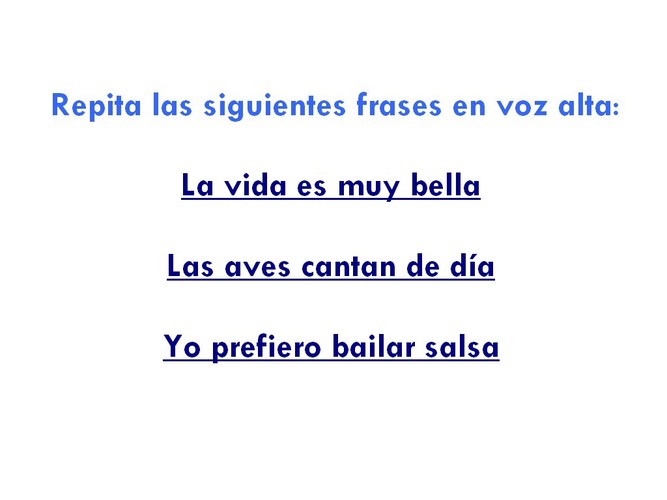 Repita las siguientes frases en voz alta:
La vida es muy bella
Las aves cantan de día
Yo prefiero bailar salsa